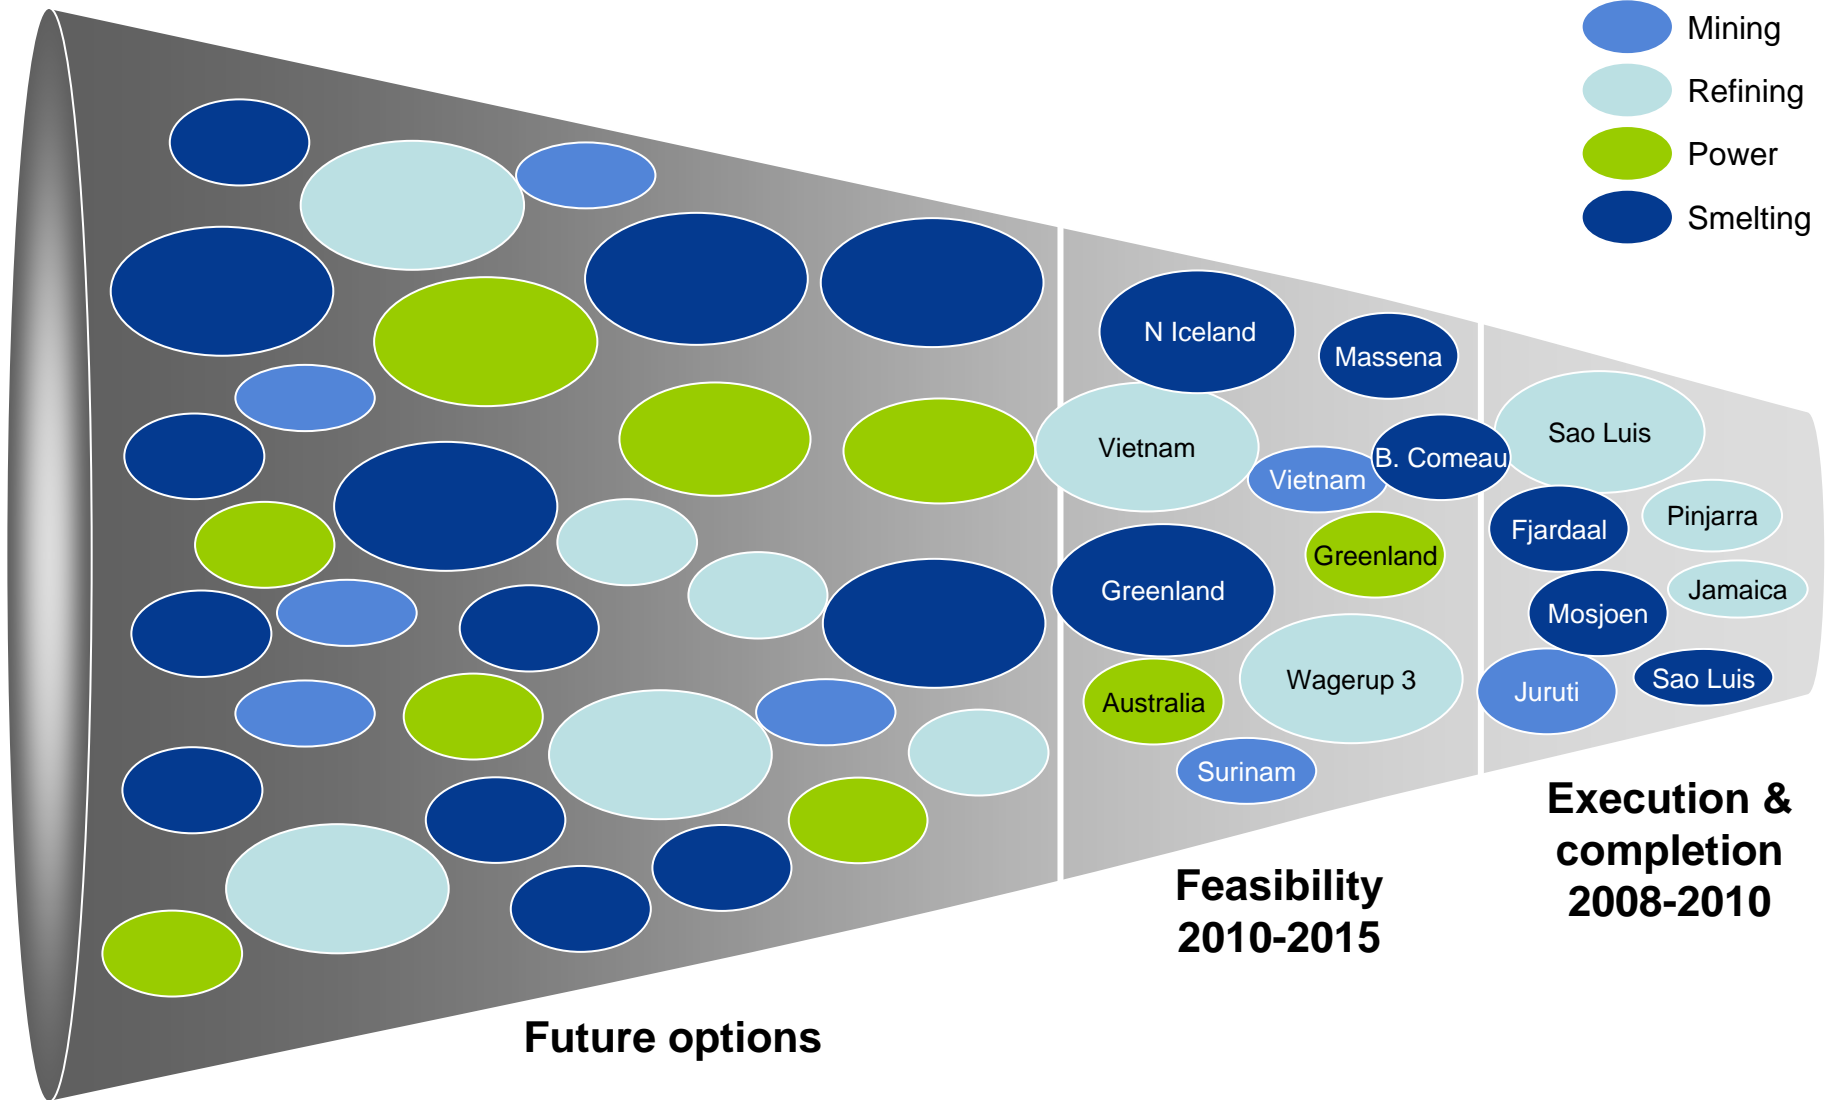 Mining
Refining
Power
Smelting
N Iceland
Massena
Vietnam
Vietnam
B. Comeau
Greenland
Greenland
Australia
Wagerup 3
Surinam
Sao Luis
Fjardaal
Pinjarra
Jamaica
Mosjoen
Juruti
Sao Luis
Future options
Feasibility
2010-2015
Execution &
completion
2008-2010